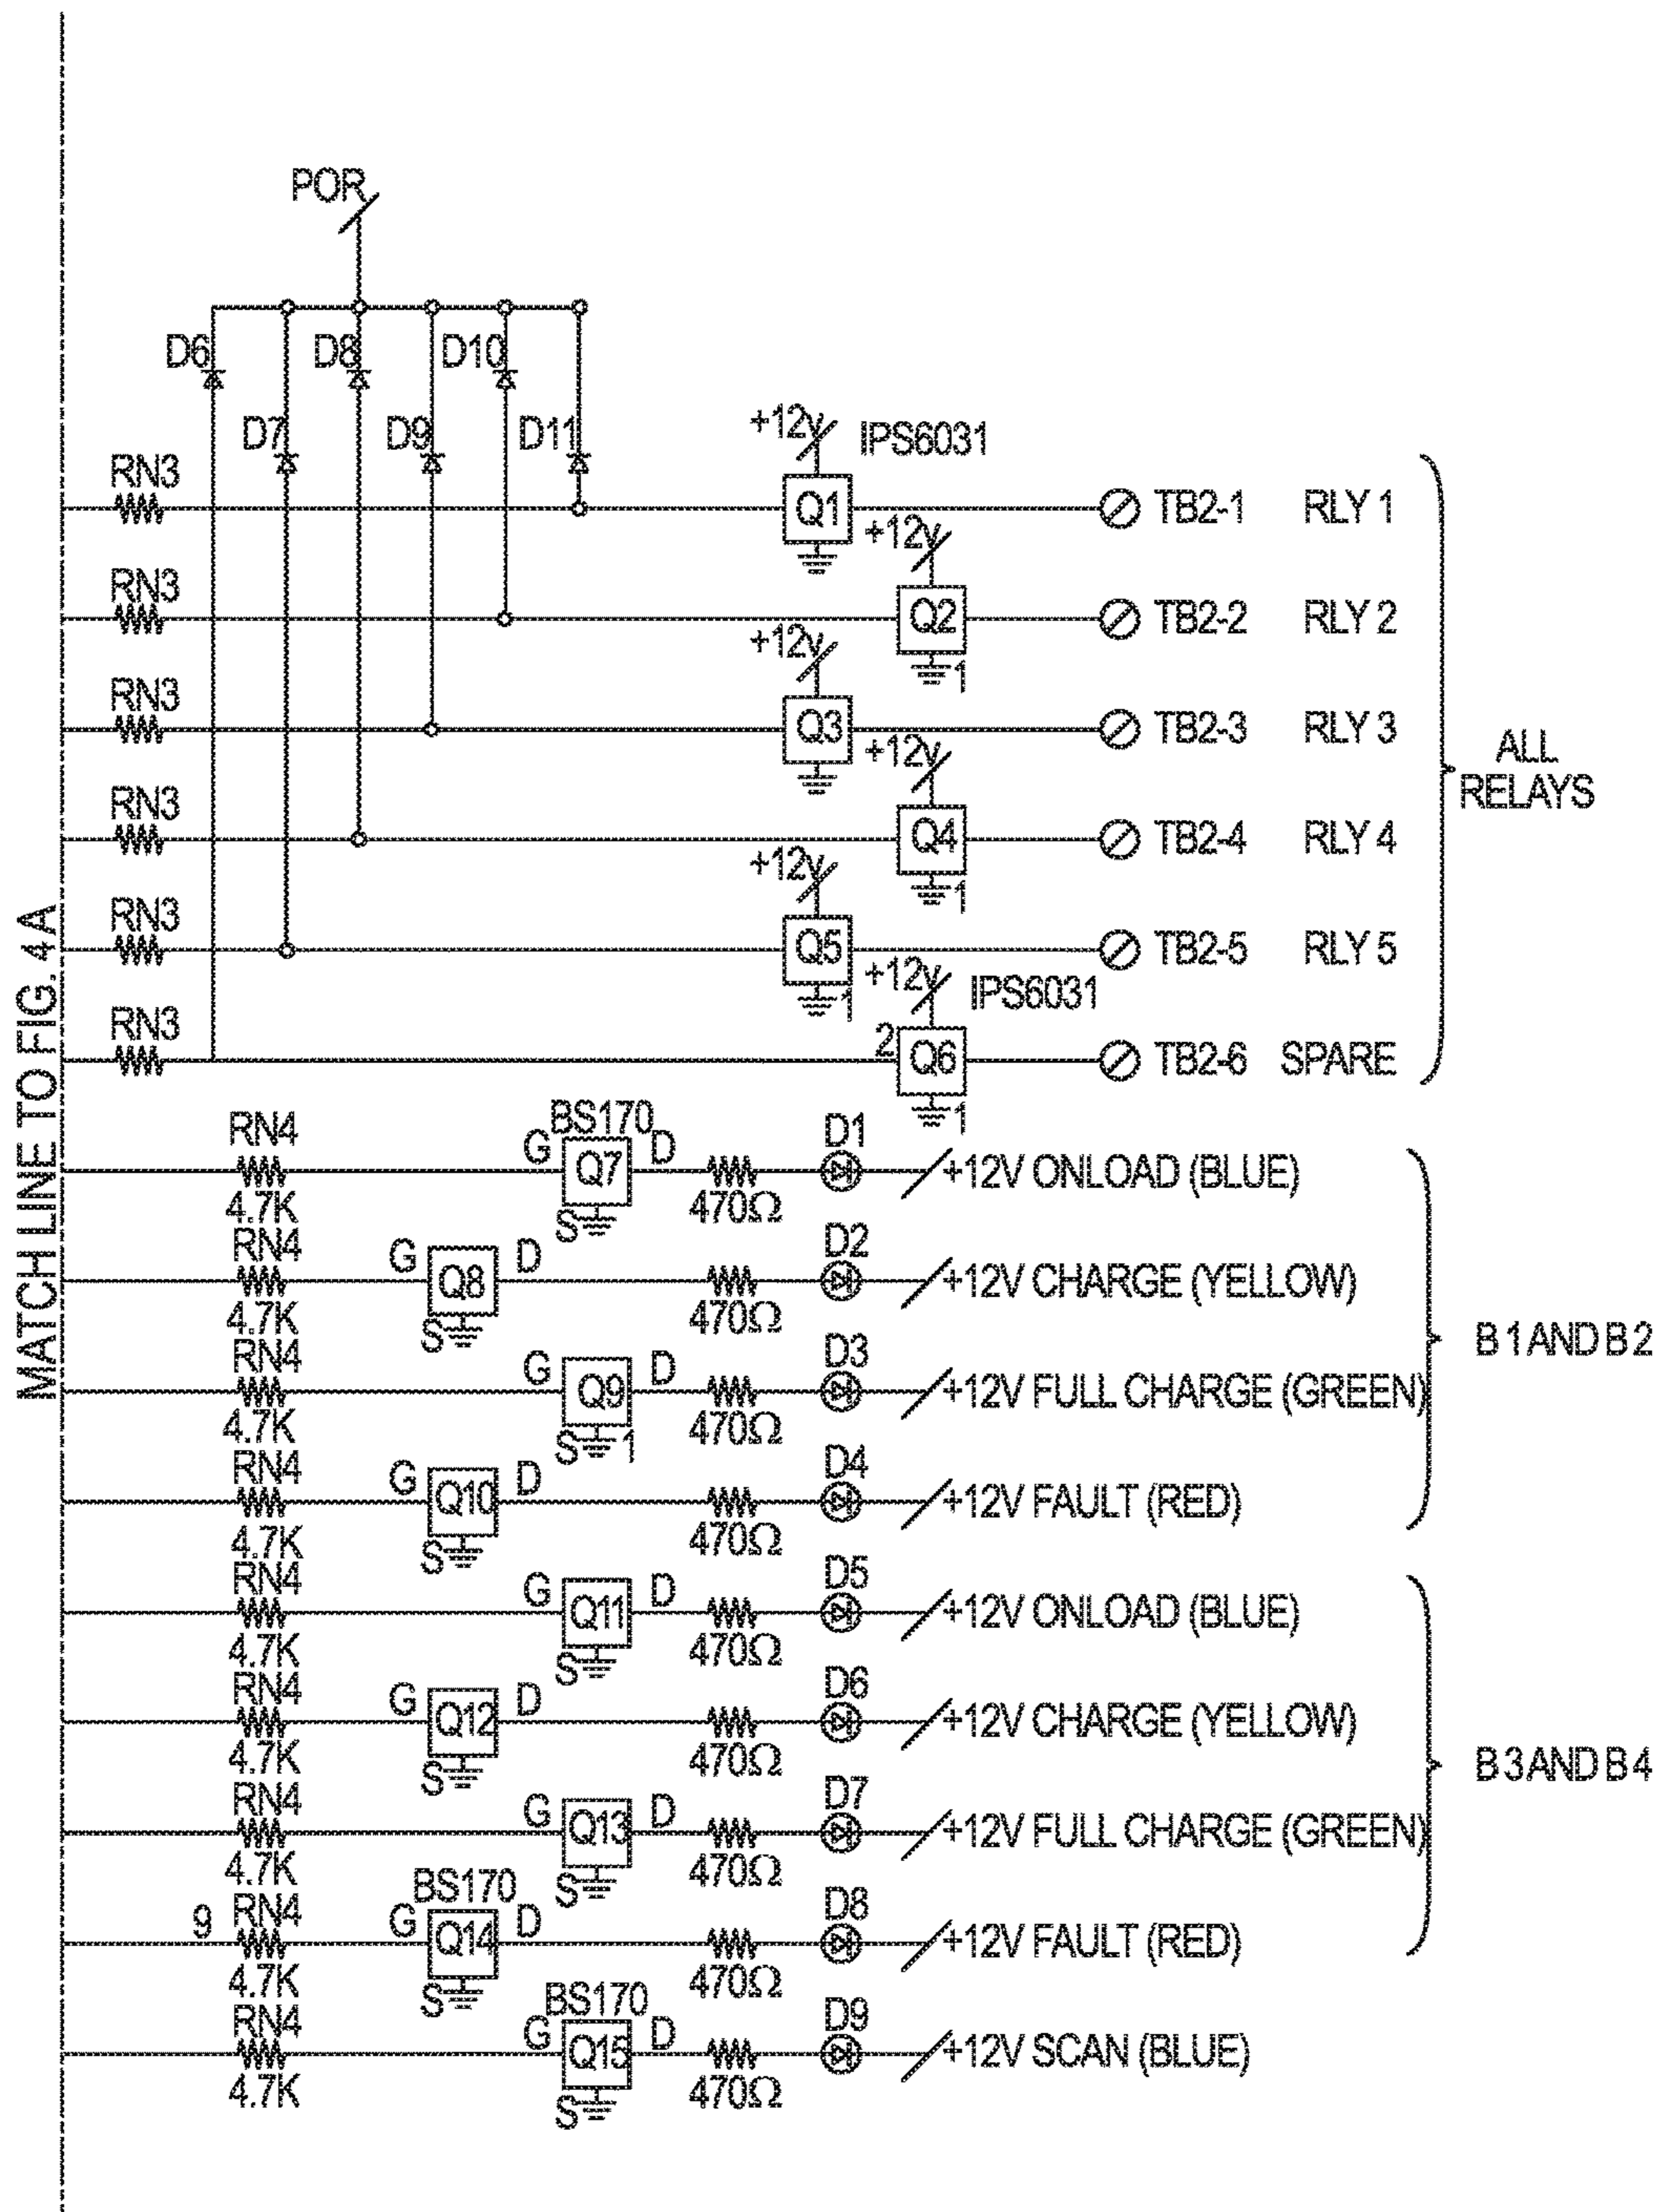 MATCH LINE TO FIG. 4A
POR
D6 D8 D10
D7 D9 D11
+12v IPS6031
RN3 Q1 TB2-1 RLY 1
+12v
RN3 Q2 TB2-2 RLY 2
1
+12v
RN3 Q3 TB2-3 RLY 3
+12v
RN3 Q4 TB2-4 RLY 4
1
+12v
RN3 Q5 TB2-5 RLY 5
1
+12v IPS6031
RN3 2 Q6 TB2-6 SPARE
1
ALL
RELAYS
RN4 G BS170 D D1
Q7 +12V ONLOAD (BLUE)
4.7K S 470Ω
RN4 G D D2
Q8 +12V CHARGE (YELLOW)
4.7K S 470Ω
RN4 G D D3
Q9 +12V FULL CHARGE (GREEN)
4.7K S 1 470Ω
RN4 G D D4
Q10 +12V FAULT (RED)
4.7K S 470Ω
B1ANDB2
RN4 G D D5
Q11 +12V ONLOAD (BLUE)
4.7K S 470Ω
RN4 G D D6
Q12 +12V CHARGE (YELLOW)
4.7K S 470Ω
RN4 G D D7
Q13 +12V FULL CHARGE (GREEN)
4.7K S 470Ω
BS170
9 RN4 G D D8
Q14 +12V FAULT (RED)
4.7K S 470Ω
B3ANDB4
BS170
RN4 G D D9
Q15 +12V SCAN (BLUE)
4.7K S 470Ω